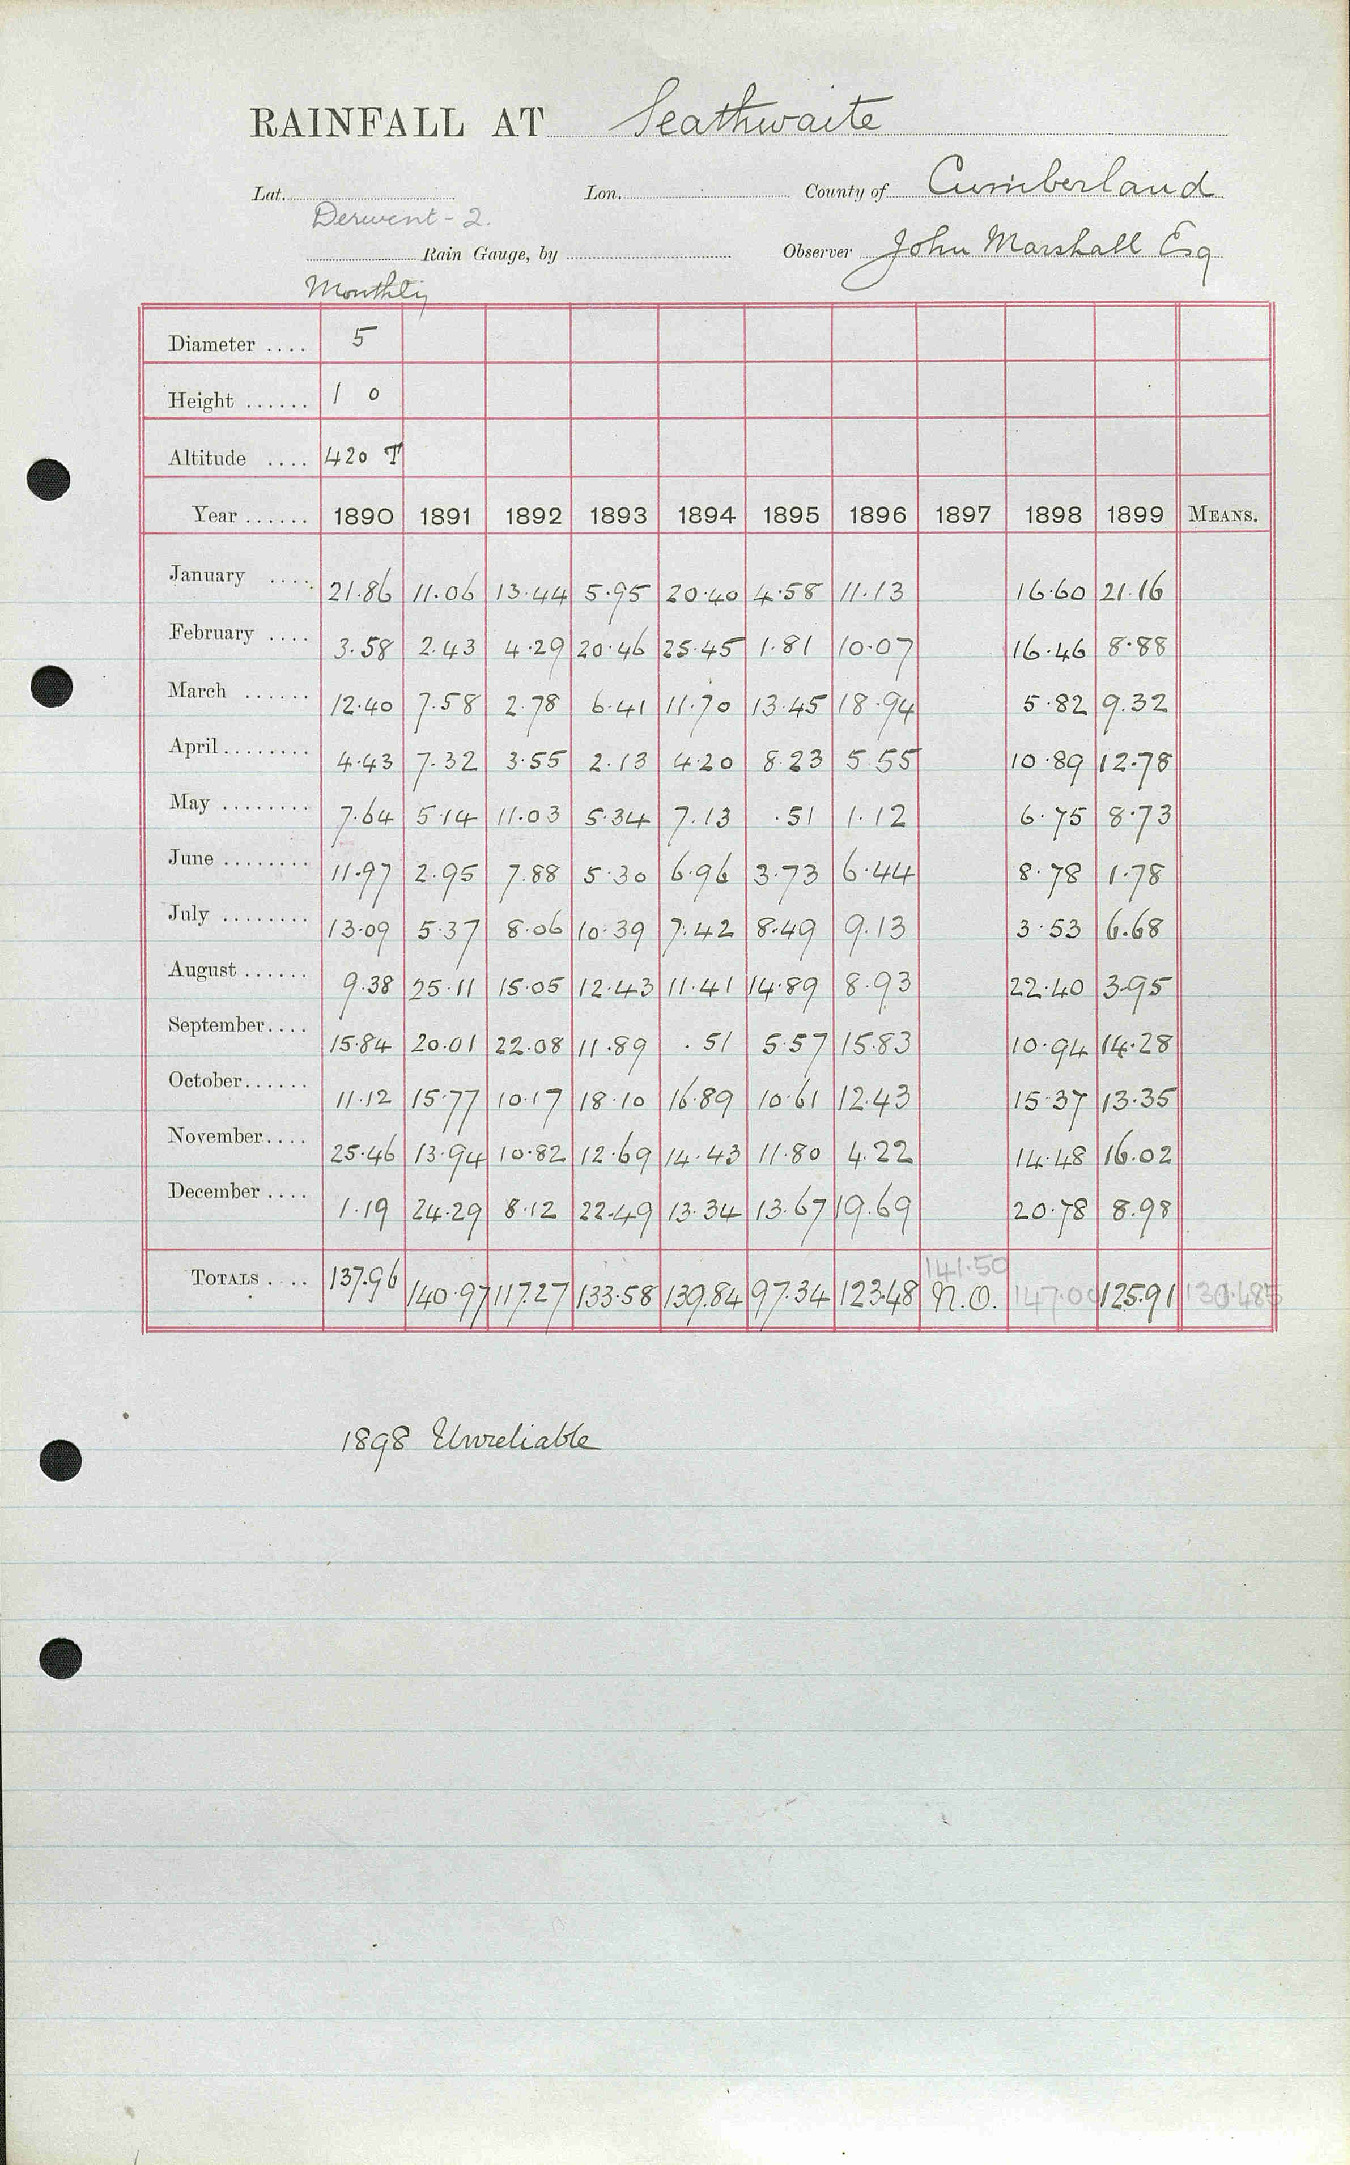 RAINFALL AT Seathwaite
Lat. Lon. County of Cumberland
Derwent - 2.
Rain Gauge, by Observer John Marshall Esq
Monthly
Diameter .... 5
Height ...... 1 0
Altitude .... 420 T
Year ...... 1890 1891 1892 1893 1894 1895 1896 1897 1898 1899 MEANS.
January .... 21.86 11.06 13.44 5.95 20.40 4.58 11.13 16.60 21.16
February .... 3.58 2.43 4.29 20.46 25.45 1.81 10.07 16.46 8.88
March ...... 12.40 7.58 2.78 6.41 11.70 13.45 18.94 5.82 9.32
April ........ 4.43 7.32 3.55 2.13 4.20 8.23 5.55 10.89 12.78
May ........ 7.64 5.14 11.03 5.34 7.13 .51 1.12 6.75 8.73
June ........ 11.97 2.95 7.88 5.30 6.96 3.73 6.44 8.78 1.78
July ........ 13.09 5.37 8.06 10.39 7.42 8.49 9.13 3.53 6.68
August ...... 9.38 25.11 15.05 12.43 11.41 14.89 8.93 22.40 3.95
September.... 15.84 20.01 22.08 11.89 .51 5.57 15.83 10.94 14.28
October...... 11.12 15.77 10.17 18.10 16.89 10.61 12.43 15.37 13.35
November.... 25.46 13.94 10.82 12.69 14.43 11.80 4.22 14.48 16.02
December .... 1.19 24.29 8.12 22.49 13.34 13.67 19.69 20.78 8.98
141.50
TOTALS .... 137.96 140.97 117.27 133.58 139.84 97.34 123.48 N.O. 147.00 125.91 130.485
1898 Unreliable